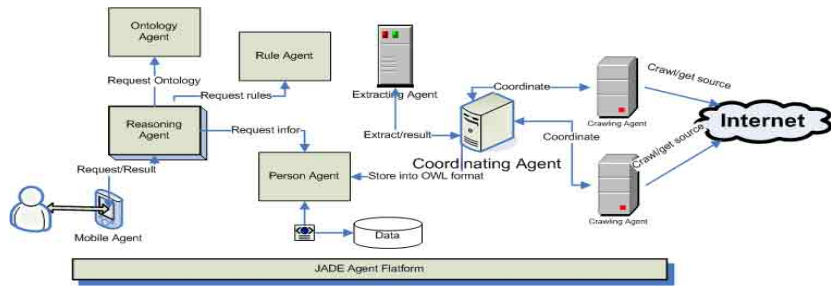 Ontology
Agent
Rule Agent
Request Ontology
Request rules
Extracting Agent
Coordinate
Crawling Agent
Crawl/get source
Internet
Reasoning
Agent
Request infor
Extract/result
Coordinate
Crawl/get source
Coordinating Agent
Request/Result
Person Agent
Store into OWL format
Crawling Agent
Mobile Agent
Data
JADE Agent Flatform